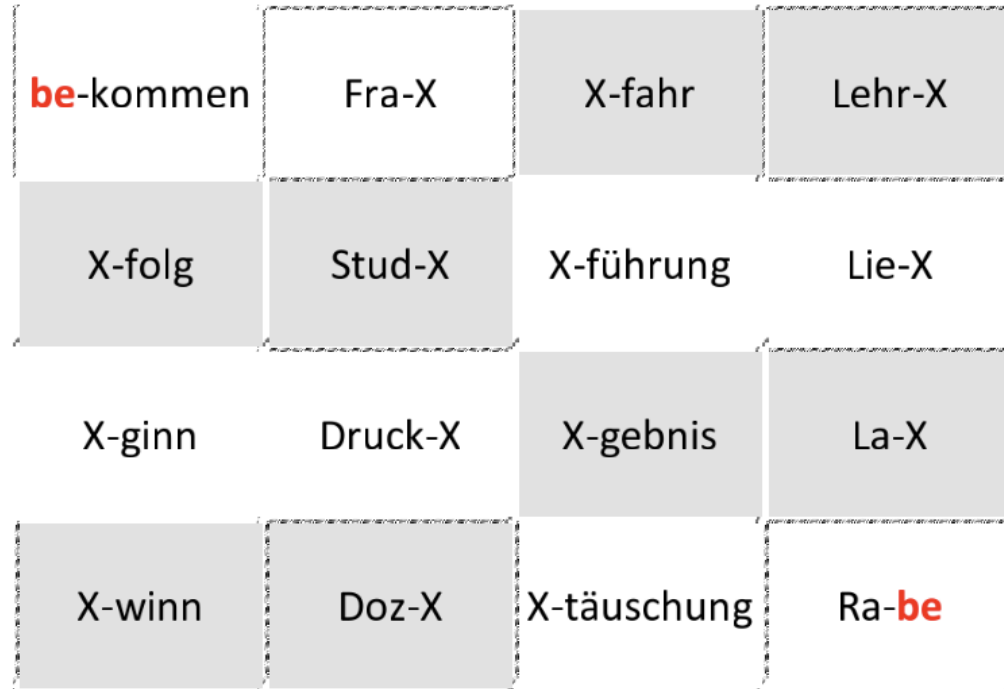 be-kommen Fra-X X-fahr Lehr-X
X-folg Stud-X X-führung Lie-X
X-ginn Druck-X X-gebnis La-X
X-winn Doz-X X-täuschung Ra-be